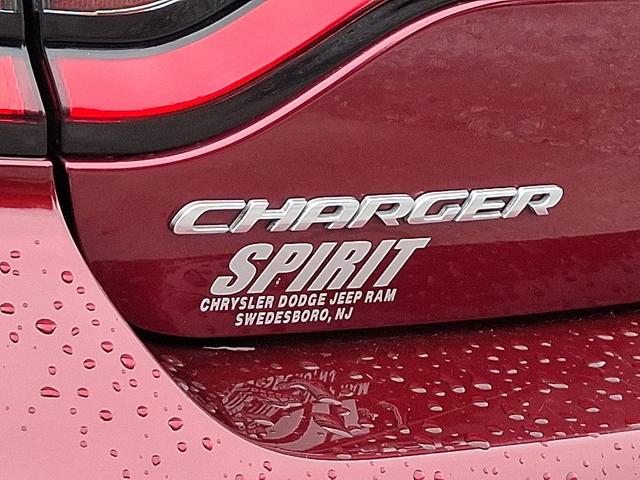 CHARGER
SPIRIT
CHRYSLER DODGE JEEP RAM
SWEDESBORO, NJ